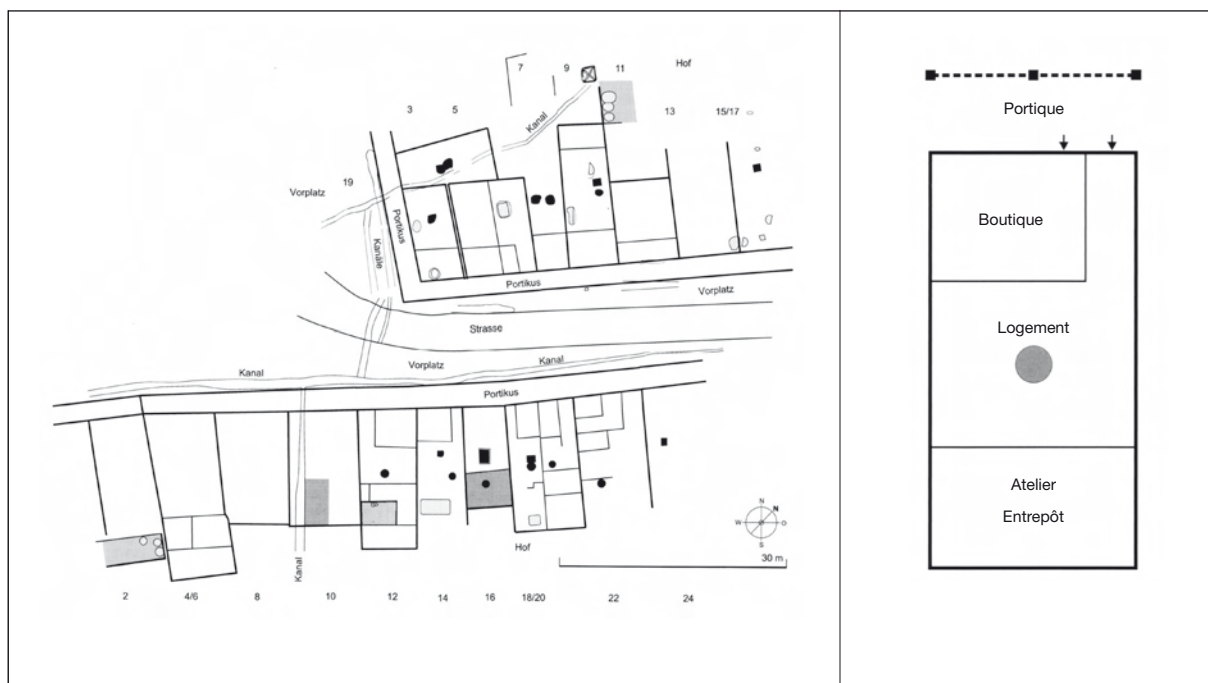 7 9 11 Hof
3 5 Kanal 13 15/17
Vorplatz 19
Portikus
Kanäle
Portikus Vorplatz
Strasse
Vorplatz Kanal
Kanal
Portikus
N
N
W O
S
Hof
30 m
Kanal
2 4/6 8 10 12 14 16 18/20 22 24
Portique
Boutique
Logement
Atelier
Entrepôt